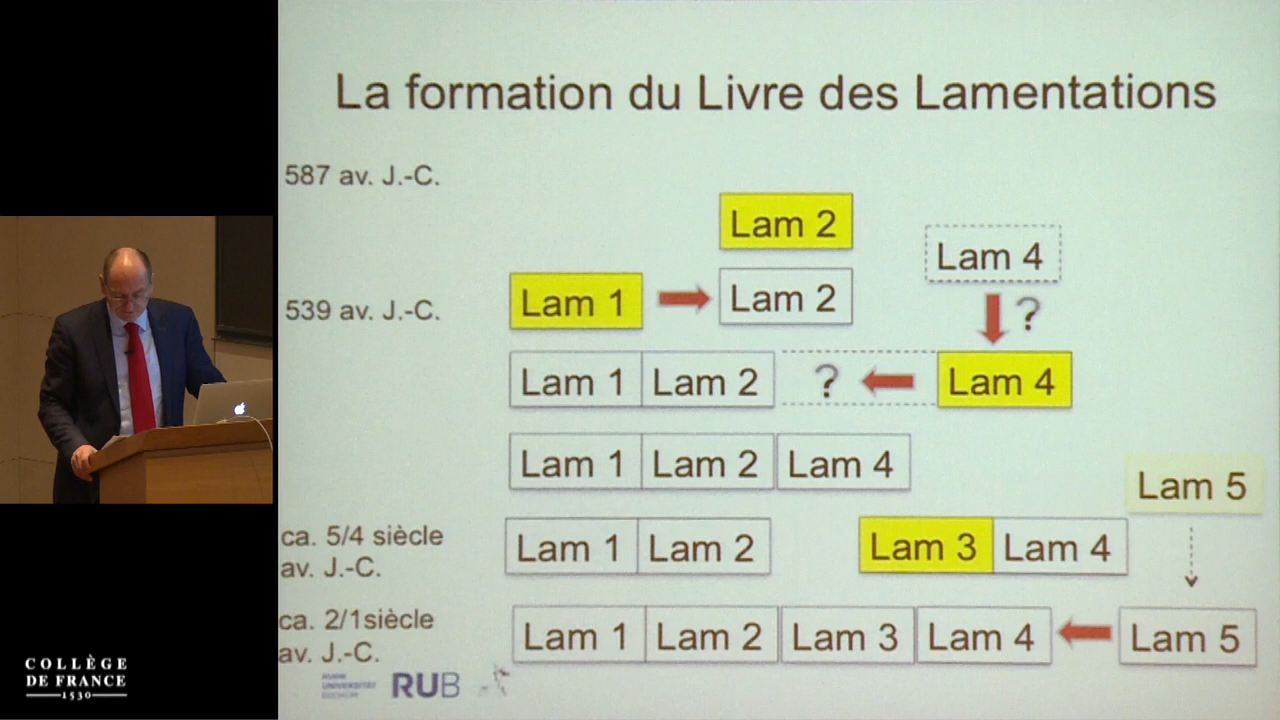 La formation du Livre des Lamentations
587 av. J.-C.
Lam 2
Lam 4
539 av. J.-C.
Lam 1
Lam 2
?
Lam 1 Lam 2 ? Lam 4
Lam 1 Lam 2 Lam 4
Lam 5
ca. 5/4 siècle
av. J.-C.
Lam 1 Lam 2 Lam 3 Lam 4
ca. 2/1siècle
av. J.-C.
Lam 1 Lam 2 Lam 3 Lam 4 Lam 5
RUHR
UNIVERSITÄT
BOCHUM
RUB
COLLÈGE
DE FRANCE
1530